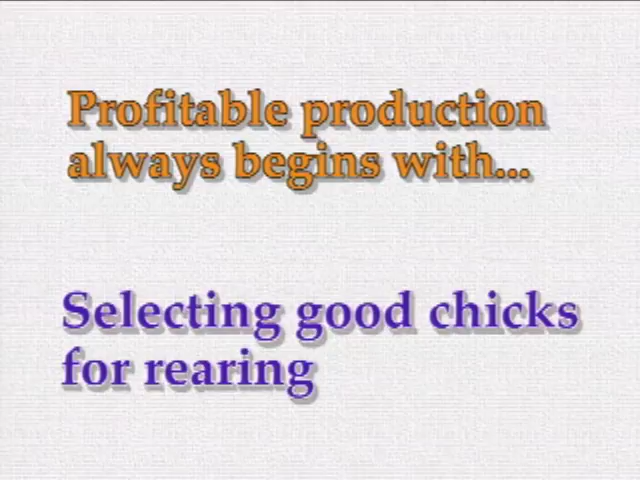 Profitable production
always begins with...
Selecting good chicks
for rearing